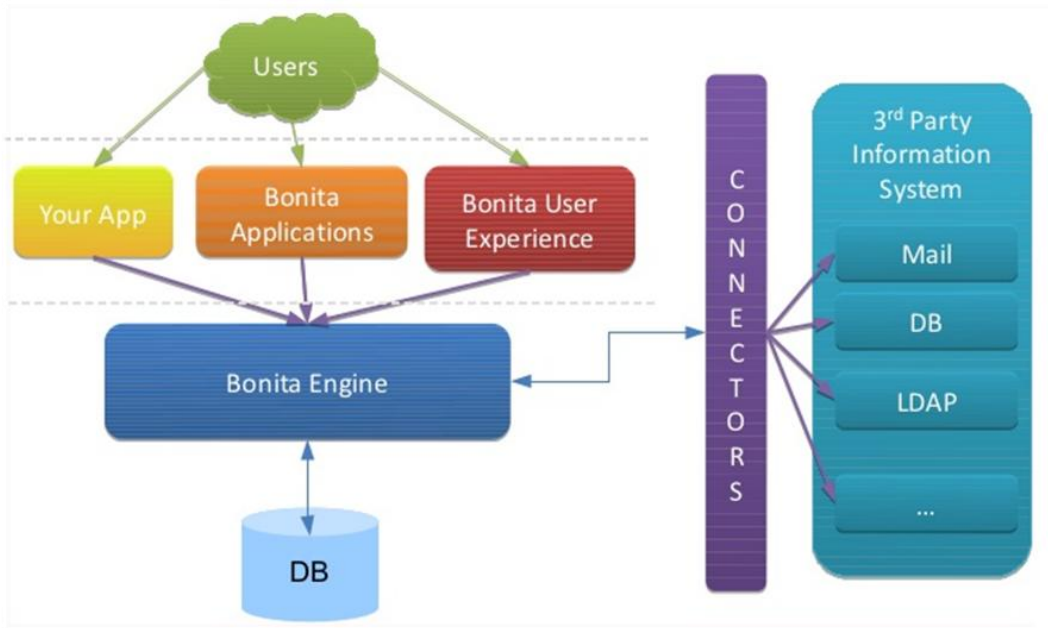 Users
Your App
Bonita
Applications
Bonita User
Experience
Bonita Engine
DB
C
O
N
N
E
C
T
O
R
S
3rd Party
Information
System
Mail
DB
LDAP
...